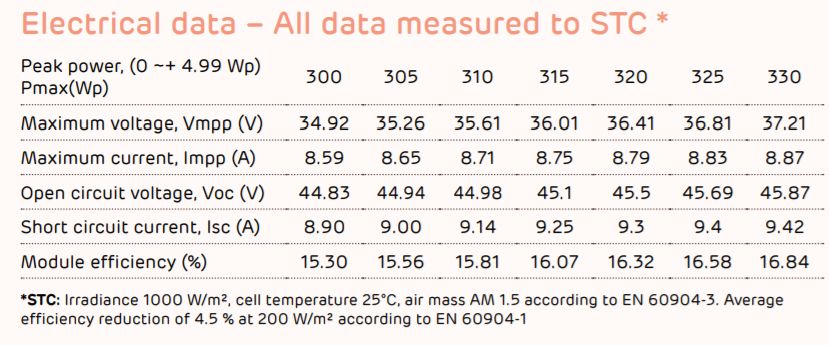 Electrical data – All data measured to STC *
Peak power, (0 ~+ 4.99 Wp)
Pmax(Wp) 300 305 310 315 320 325 330
Maximum voltage, Vmpp (V) 34.92 35.26 35.61 36.01 36.41 36.81 37.21
Maximum current, Impp (A) 8.59 8.65 8.71 8.75 8.79 8.83 8.87
Open circuit voltage, Voc (V) 44.83 44.94 44.98 45.1 45.5 45.69 45.87
Short circuit current, Isc (A) 8.90 9.00 9.14 9.25 9.3 9.4 9.42
Module efficiency (%) 15.30 15.56 15.81 16.07 16.32 16.58 16.84
*STC: Irradiance 1000 W/m², cell temperature 25°C, air mass AM 1.5 according to EN 60904-3. Average
efficiency reduction of 4.5 % at 200 W/m² according to EN 60904-1